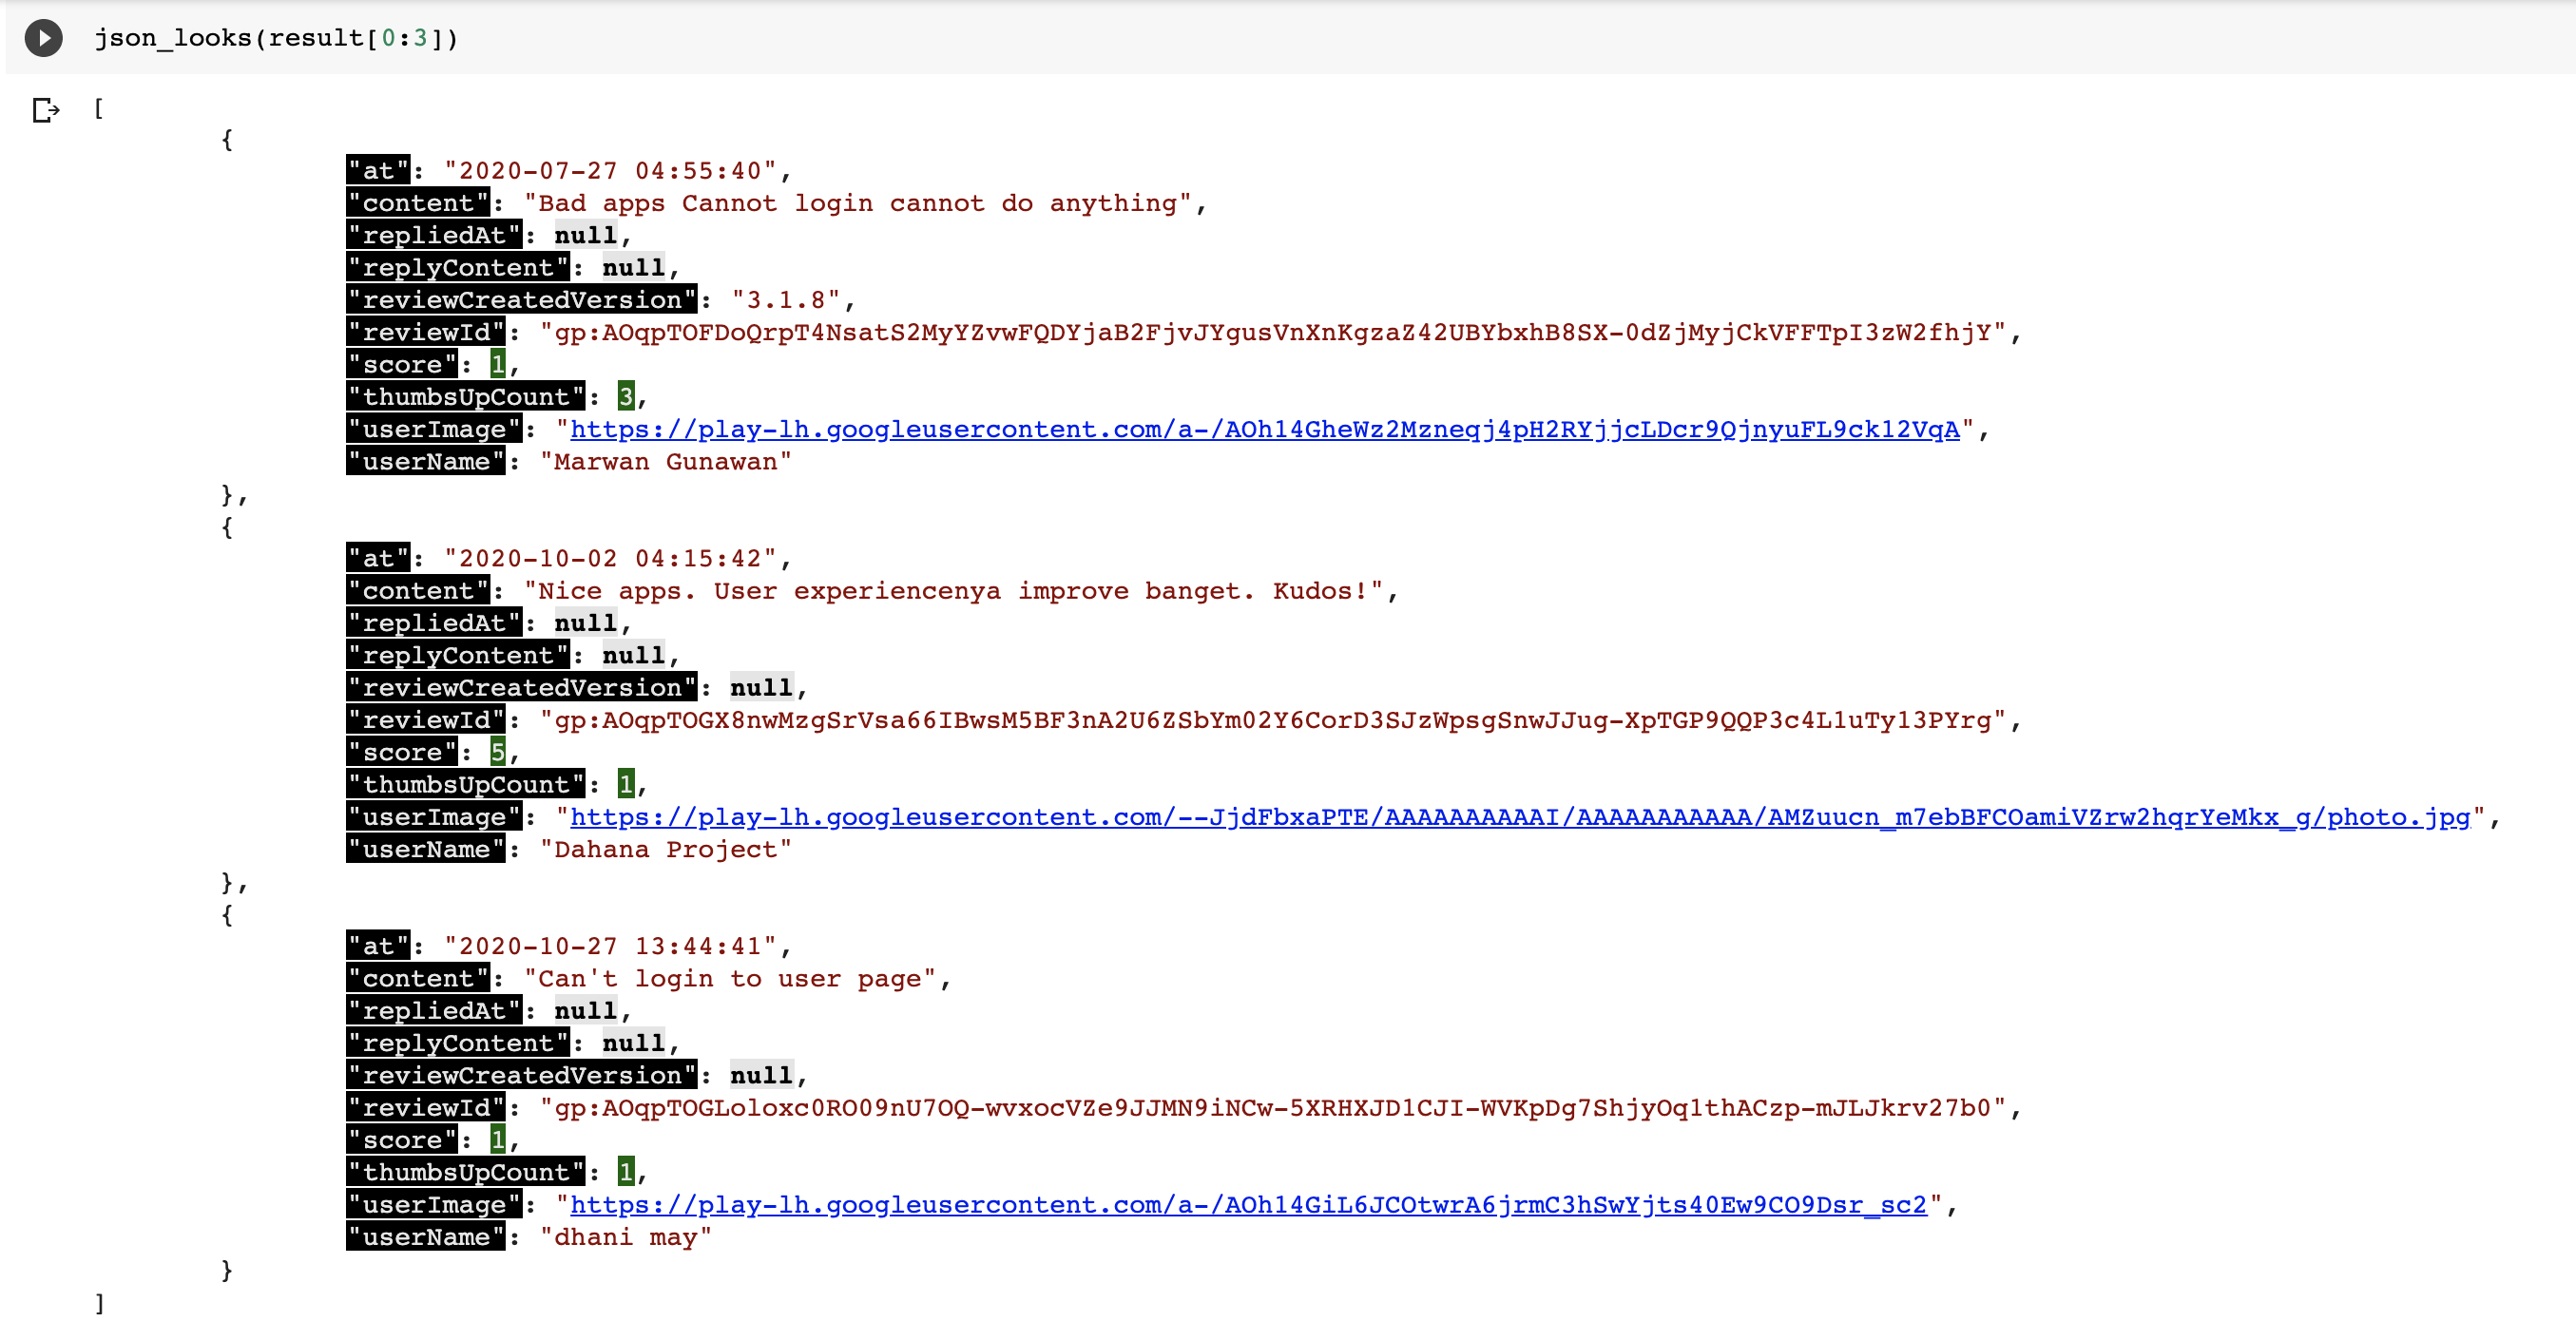 json_looks(result[0:3])
[
{
"at": "2020-07-27 04:55:40",
"content": "Bad apps Cannot login cannot do anything",
"repliedAt": null,
"replyContent": null,
"reviewCreatedVersion": "3.1.8",
"reviewId": "gp:AOqpTOFDoQrpT4NsatS2MyYZvwFQDYjaB2FjvJYgusVnXnKgzaZ42UBYbxhB8SX-0dZjMyjCkVFFTpI3zW2fhjY",
"score": 1,
"thumbsUpCount": 3,
"userImage": "https://play-lh.googleusercontent.com/a-/AOh14GheWz2Mzneqj4pH2RYjjcLDcr9QjnyuFL9ck12VqA",
"userName": "Marwan Gunawan"
},
{
"at": "2020-10-02 04:15:42",
"content": "Nice apps. User experiencenya improve banget. Kudos!",
"repliedAt": null,
"replyContent": null,
"reviewCreatedVersion": null,
"reviewId": "gp:AOqpTOGX8nwMzgSrVsa66IBwsM5BF3nA2U6ZSbYm02Y6CorD3SJzWpsgSnwJJug-XpTGP9QQP3c4L1uTy13PYrg",
"score": 5,
"thumbsUpCount": 1,
"userImage": "https://play-lh.googleusercontent.com/--JjdFbxaPTE/AAAAAAAAAAI/AAAAAAAAAAA/AMZuucn_m7ebBFCOamiVZrw2hqrYeMkx_g/photo.jpg",
"userName": "Dahana Project"
},
{
"at": "2020-10-27 13:44:41",
"content": "Can't login to user page",
"repliedAt": null,
"replyContent": null,
"reviewCreatedVersion": null,
"reviewId": "gp:AOqpTOGLoloxc0RO09nU7OQ-wvxocVZe9JJMN9iNCw-5XRHXJD1CJI-WVKpDg7ShjyOq1thACzp-mJLJkrv27b0",
"score": 1,
"thumbsUpCount": 1,
"userImage": "https://play-lh.googleusercontent.com/a-/AOh14GiL6JCOtwrA6jrmC3hSwYjts40Ew9CO9Dsr_sc2",
"userName": "dhani may"
}
]